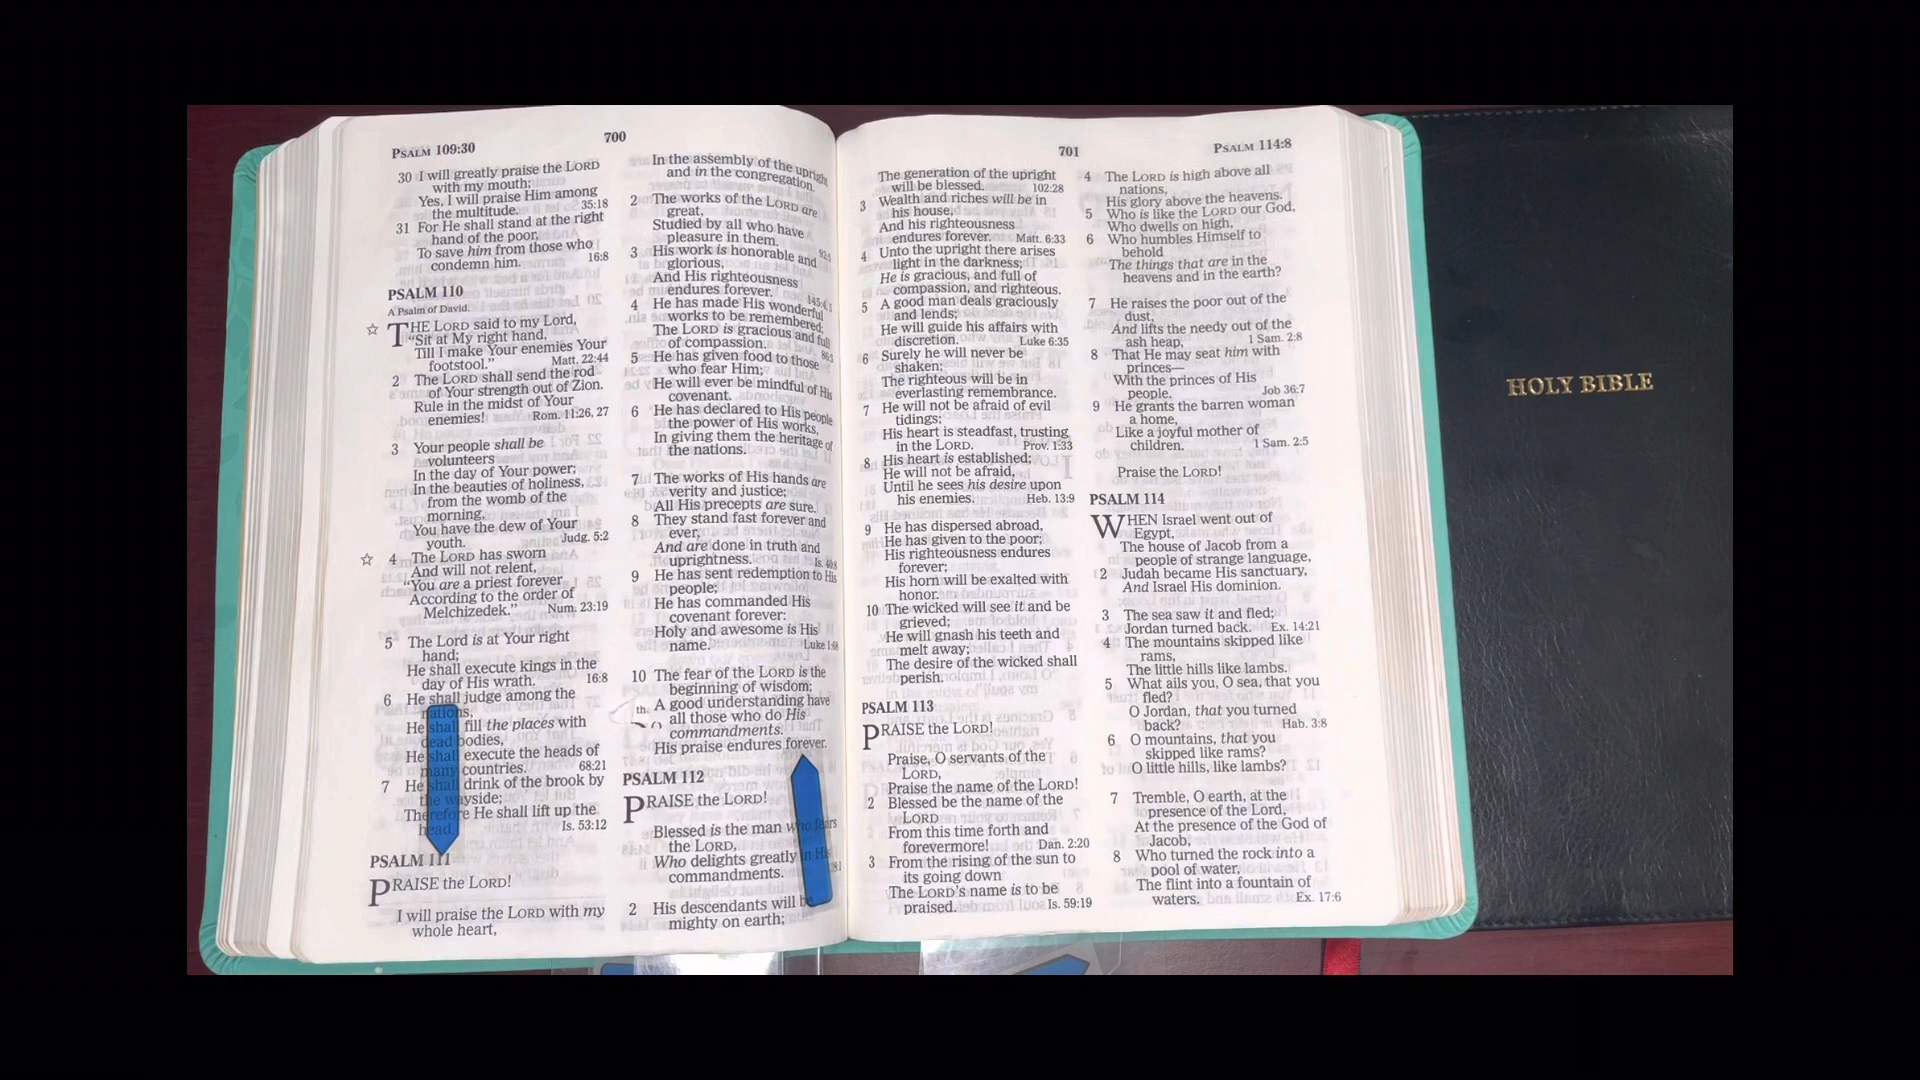 PSALM 109:30
700
30 I will greatly praise the LORD
with my mouth;
Yes, I will praise Him among
the multitude. 35:18
31 For He shall stand at the right
hand of the poor,
To save him from those who
condemn him. 16:8
PSALM 110
A Psalm of David.
☆ THE LORD said to my Lord,
"Sit at My right hand,
Till I make Your enemies Your
footstool." Matt. 22:44
2 The LORD shall send the rod
of Your strength out of Zion.
Rule in the midst of Your
enemies! Rom. 11:26, 27
3 Your people shall be
volunteers
In the day of Your power;
In the beauties of holiness,
from the womb of the
morning,
You have the dew of Your
youth. Judg. 5:2
☆ 4 The LORD has sworn
And will not relent,
"You are a priest forever
According to the order of
Melchizedek." Num. 23:19
5 The Lord is at Your right
hand;
He shall execute kings in the
day of His wrath. 16:8
6 He shall judge among the
nations,
He shall fill the places with
dead bodies,
He shall execute the heads of
many countries. 68:21
7 He shall drink of the brook by
the wayside;
Therefore He shall lift up the
head. Is. 53:12
PSALM 111
PRAISE the LORD!
I will praise the LORD with my
whole heart,
In the assembly of the upright
and in the congregation.
2 The works of the LORD are
great,
Studied by all who have
pleasure in them.
3 His work is honorable and 92:5
glorious,
And His righteousness
endures forever.
4 He has made His wonderful
works to be remembered;
The LORD is gracious and full
of compassion. 86:5
5 He has given food to those
who fear Him;
He will ever be mindful of His
covenant.
6 He has declared to His people
the power of His works,
In giving them the heritage of
the nations.
7 The works of His hands are
verity and justice;
All His precepts are sure.
8 They stand fast forever and
ever,
And are done in truth and
uprightness. Is. 40:8
9 He has sent redemption to His
people;
He has commanded His
covenant forever:
Holy and awesome is His
name.
10 The fear of the LORD is the
beginning of wisdom;
A good understanding have
all those who do His
commandments.
His praise endures forever.
PSALM 112
PRAISE the LORD!
Blessed is the man who fears
the LORD,
Who delights greatly in His
commandments.
2 His descendants will be
mighty on earth;
701
PSALM 114:8
The generation of the upright
will be blessed. 102:28
3 Wealth and riches will be in
his house,
And his righteousness
endures forever. Matt. 6:33
4 Unto the upright there arises
light in the darkness;
He is gracious, and full of
compassion, and righteous.
5 A good man deals graciously
and lends;
He will guide his affairs with
discretion. Luke 6:35
6 Surely he will never be
shaken;
The righteous will be in
everlasting remembrance.
7 He will not be afraid of evil
tidings;
His heart is steadfast, trusting
in the LORD. Prov. 1:33
8 His heart is established;
He will not be afraid,
Until he sees his desire upon
his enemies. Heb. 13:9
9 He has dispersed abroad,
He has given to the poor;
His righteousness endures
forever;
His horn will be exalted with
honor.
10 The wicked will see it and be
grieved;
He will gnash his teeth and
melt away;
The desire of the wicked shall
perish.
PSALM 113
PRAISE the LORD!
Praise, O servants of the
LORD,
Praise the name of the LORD!
2 Blessed be the name of the
LORD
From this time forth and
forevermore! Dan. 2:20
3 From the rising of the sun to
its going down
The LORD's name is to be
praised. Is. 59:19
4 The LORD is high above all
nations,
His glory above the heavens.
5 Who is like the LORD our God,
Who dwells on high,
6 Who humbles Himself to
behold
The things that are in the
heavens and in the earth?
7 He raises the poor out of the
dust,
And lifts the needy out of the
ash heap, 1 Sam. 2:8
8 That He may seat him with
princes—
With the princes of His
people. Job 36:7
9 He grants the barren woman
a home,
Like a joyful mother of
children. 1 Sam. 2:5
Praise the LORD!
PSALM 114
WHEN Israel went out of
Egypt,
The house of Jacob from a
people of strange language,
2 Judah became His sanctuary,
And Israel His dominion.
3 The sea saw it and fled;
Jordan turned back. Ex. 14:21
4 The mountains skipped like
rams,
The little hills like lambs.
5 What ails you, O sea, that you
fled?
O Jordan, that you turned
back? Hab. 3:8
6 O mountains, that you
skipped like rams?
O little hills, like lambs?
7 Tremble, O earth, at the
presence of the Lord,
At the presence of the God of
Jacob,
8 Who turned the rock into a
pool of water,
The flint into a fountain of
waters. Ex. 17:6
HOLY BIBLE